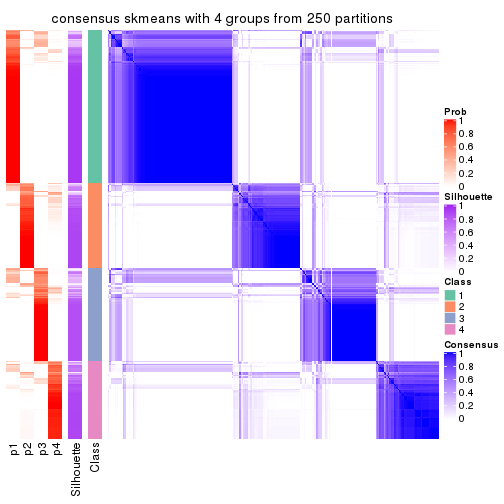 consensus skmeans with 4 groups from 250 partitions
Prob
1
0.8
0.6
0.4
0.2
0
Silhouette
1
0.8
0.6
0.4
0.2
0
Class
1
2
3
4
Consensus
1
0.8
0.6
0.4
0.2
0
p1
p2
p3
p4
Silhouette
Class